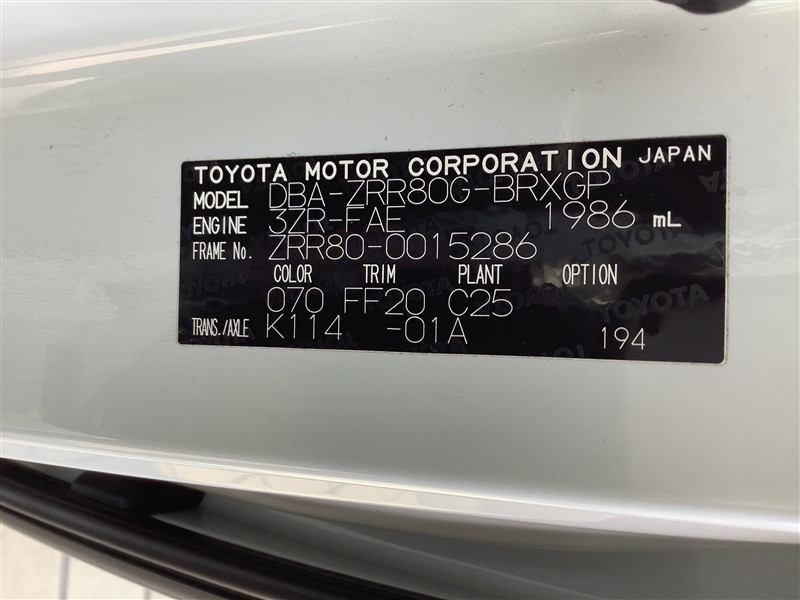 TOYOTA MOTOR CORPORATION JAPAN
MODEL DBA-ZRR80G-BRXGP
ENGINE 3ZR-FAE 1986 mL
FRAME No. ZRR80-0015286
COLOR TRIM PLANT OPTION
070 FF20 C25
TRANS./AXLE K114 -01A 194